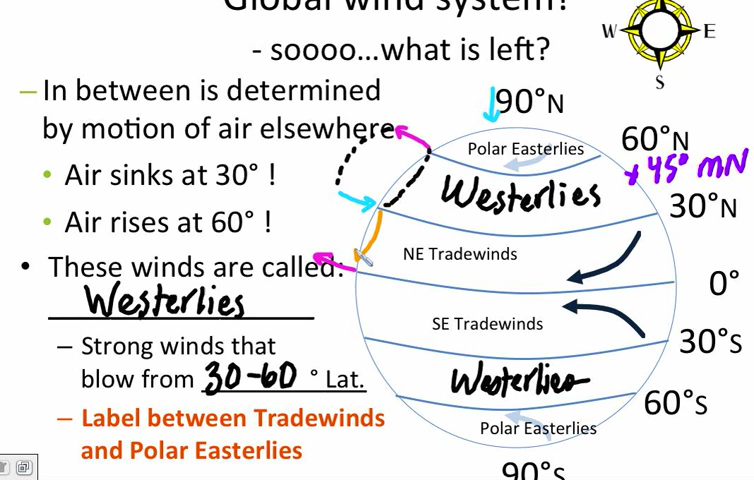 Global wind system?
- soooo...what is left?
W E
S
– In between is determined
by motion of air elsewhere
• Air sinks at 30° !
• Air rises at 60° !
• These winds are called:
Westerlies
– Strong winds that
blow from 30-60 ° Lat.
– Label between Tradewinds
and Polar Easterlies
90°N
60°N
45° MN
30°N
0°
30°S
60°S
90°S
Polar Easterlies
Westerlies
NE Tradewinds
SE Tradewinds
Westerlies
Polar Easterlies